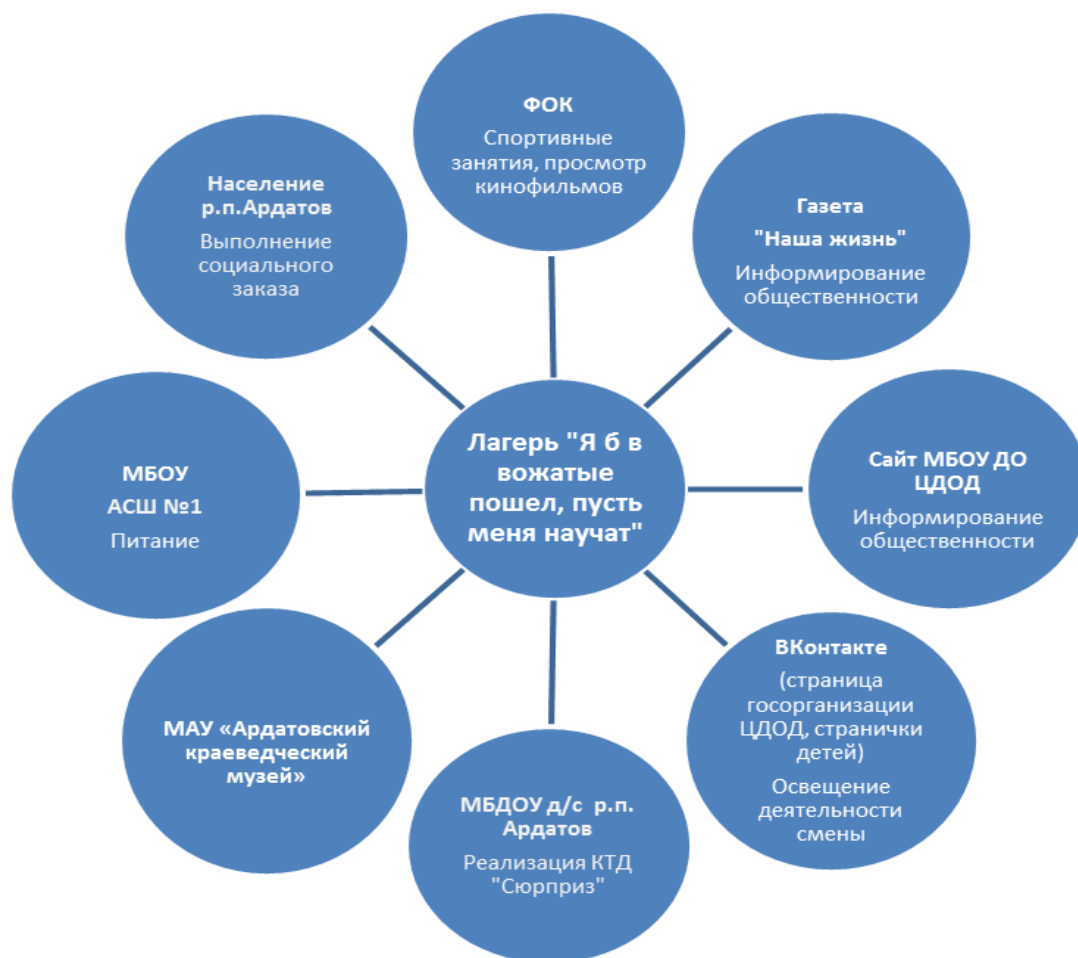 ФОК
Спортивные
занятия, просмотр
кинофильмов
Газета
"Наша жизнь"
Информирование
общественности
Сайт МБОУ ДО
ЦДОД
Информирование
общественности
ВКонтакте
(страница
госорганизации
ЦДОД, странички
детей)
Освещение
деятельности
смены
МБДОУ д/с р.п.
Ардатов
Реализация КТД
"Сюрприз"
МАУ «Ардатовский
краеведческий
музей»
МБОУ
АСШ №1
Питание
Население
р.п.Ардатов
Выполнение
социального
заказа
Лагерь "Я б в
вожатые
пошел, пусть
меня научат"